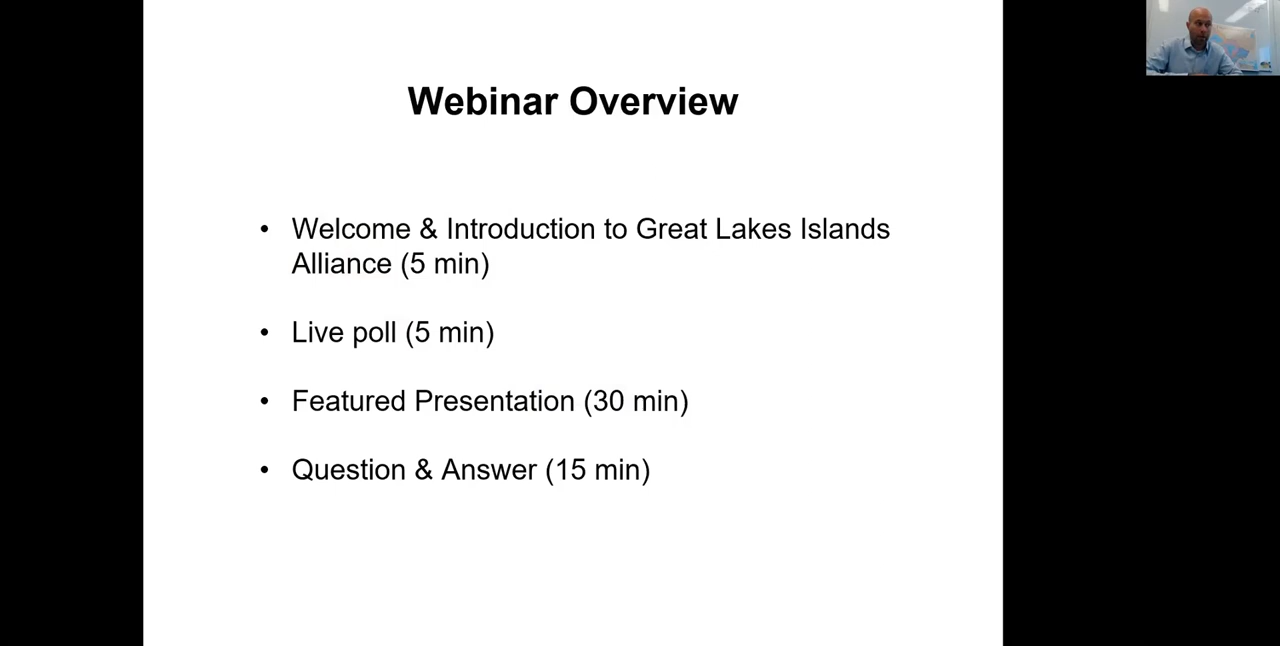 Webinar Overview
• Welcome & Introduction to Great Lakes Islands
Alliance (5 min)
• Live poll (5 min)
• Featured Presentation (30 min)
• Question & Answer (15 min)